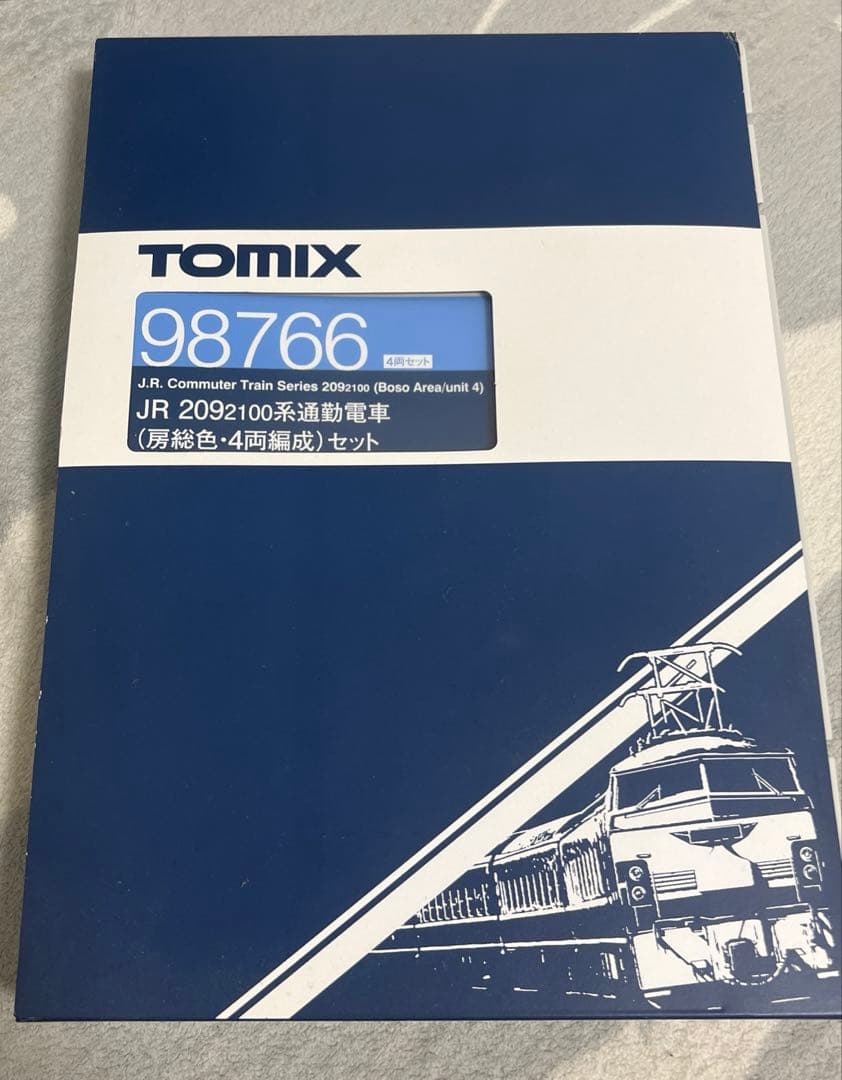 TOMIX
98766 4両セット
J.R. Commuter Train Series 2092100 (Boso Area/unit 4)
JR 2092100系通勤電車
(房総色・4両編成)セット